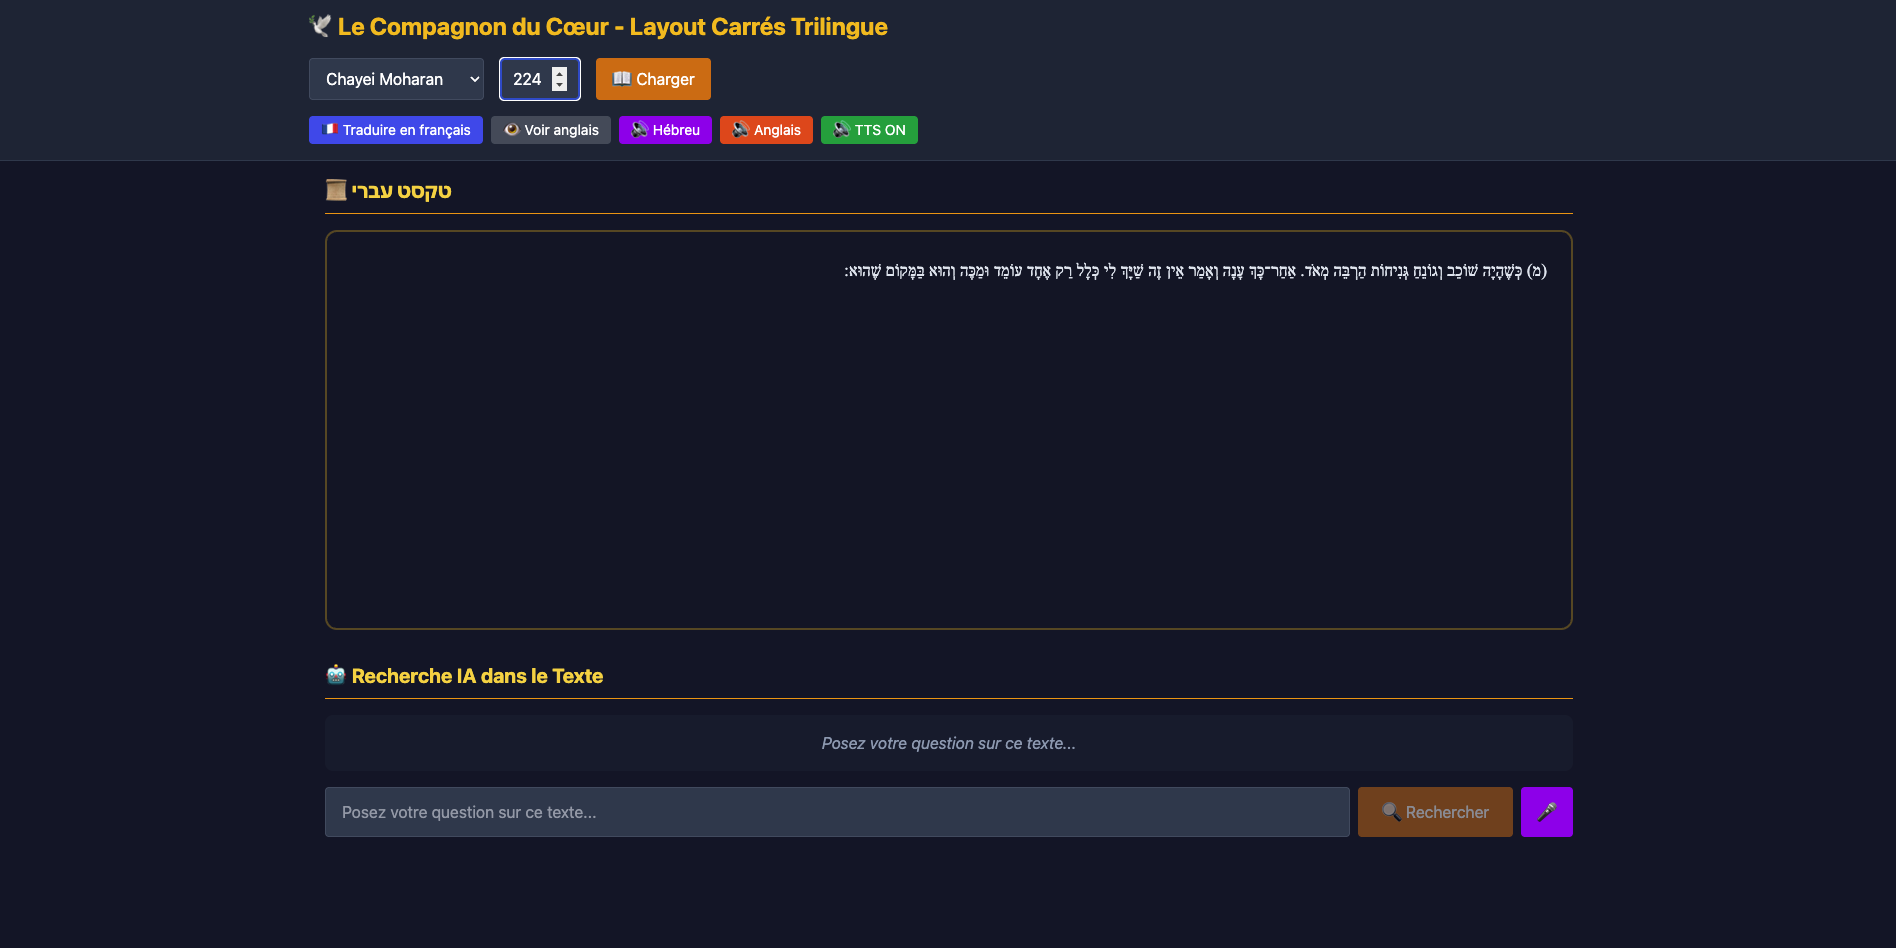 🕊️ Le Compagnon du Cœur - Layout Carrés Trilingue
Chayei Moharan 224 📖 Charger
🇫🇷 Traduire en français 👁️ Voir anglais 🔊 Hébreu 🔊 Anglais 🔊 TTS ON
📜 טקסט עברי
(מ) כְּשֶׁהָיָה שׁוֹכֵב וְגוֹנֵחַ גְּנִיחוֹת הַרְבֵּה מְאֹד. אַחַר־כָּךְ עָנָה וְאָמַר אֵין זֶה שַׁיָּךְ לִי כְּלָל רַק אֶחָד עוֹמֵד וּמַכֶּה וְהוּא בַּמָּקוֹם שֶׁהוּא:
🤖 Recherche IA dans le Texte
Posez votre question sur ce texte...
Posez votre question sur ce texte... 🔍 Rechercher 🎤